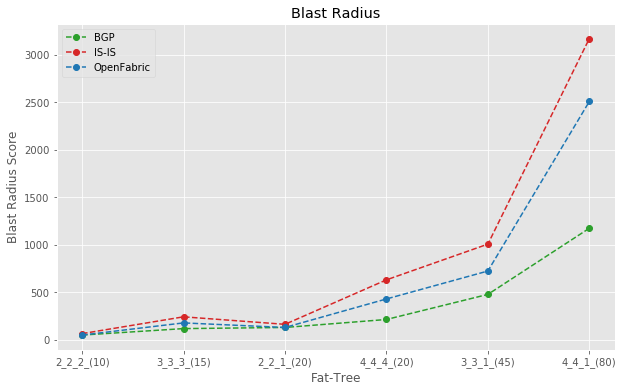 Blast Radius
BGP
IS-IS
OpenFabric
Blast Radius Score
3000
2500
2000
1500
1000
500
0
2_2_2_(10) 3_3_3_(15) 2_2_1_(20) 4_4_4_(20) 3_3_1_(45) 4_4_1_(80)
Fat-Tree